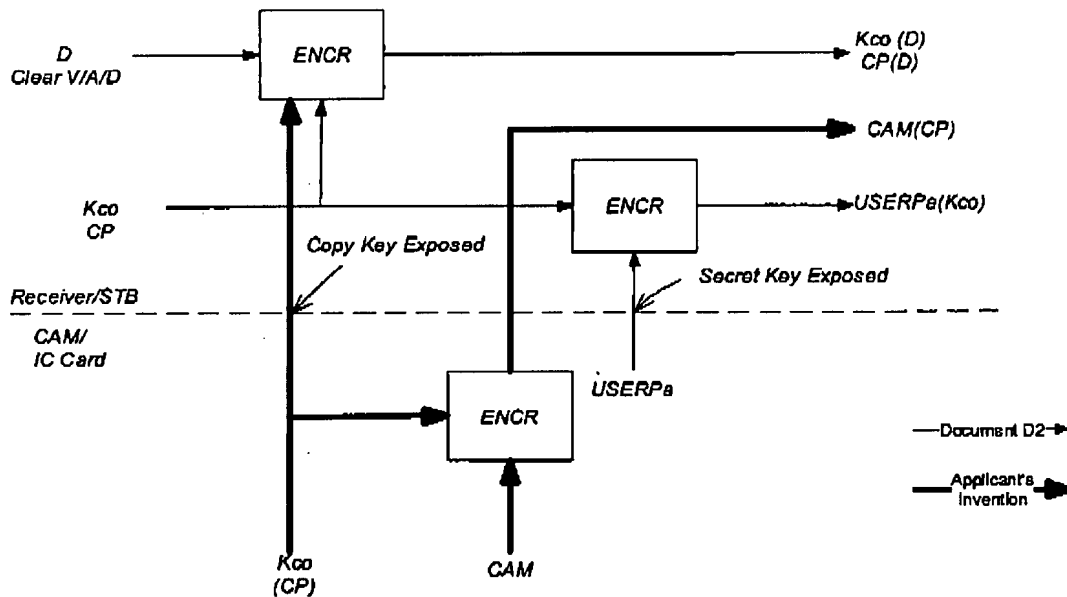 D
Clear V/A/D
ENCR
Kco (D)
CP(D)
CAM(CP)
Kco
CP
ENCR
USERPa(Kco)
Copy Key Exposed
Secret Key Exposed
Receiver/STB
CAM/
IC Card
USERPa
ENCR
Document D2
Applicant's
Invention
Kco
(CP)
CAM